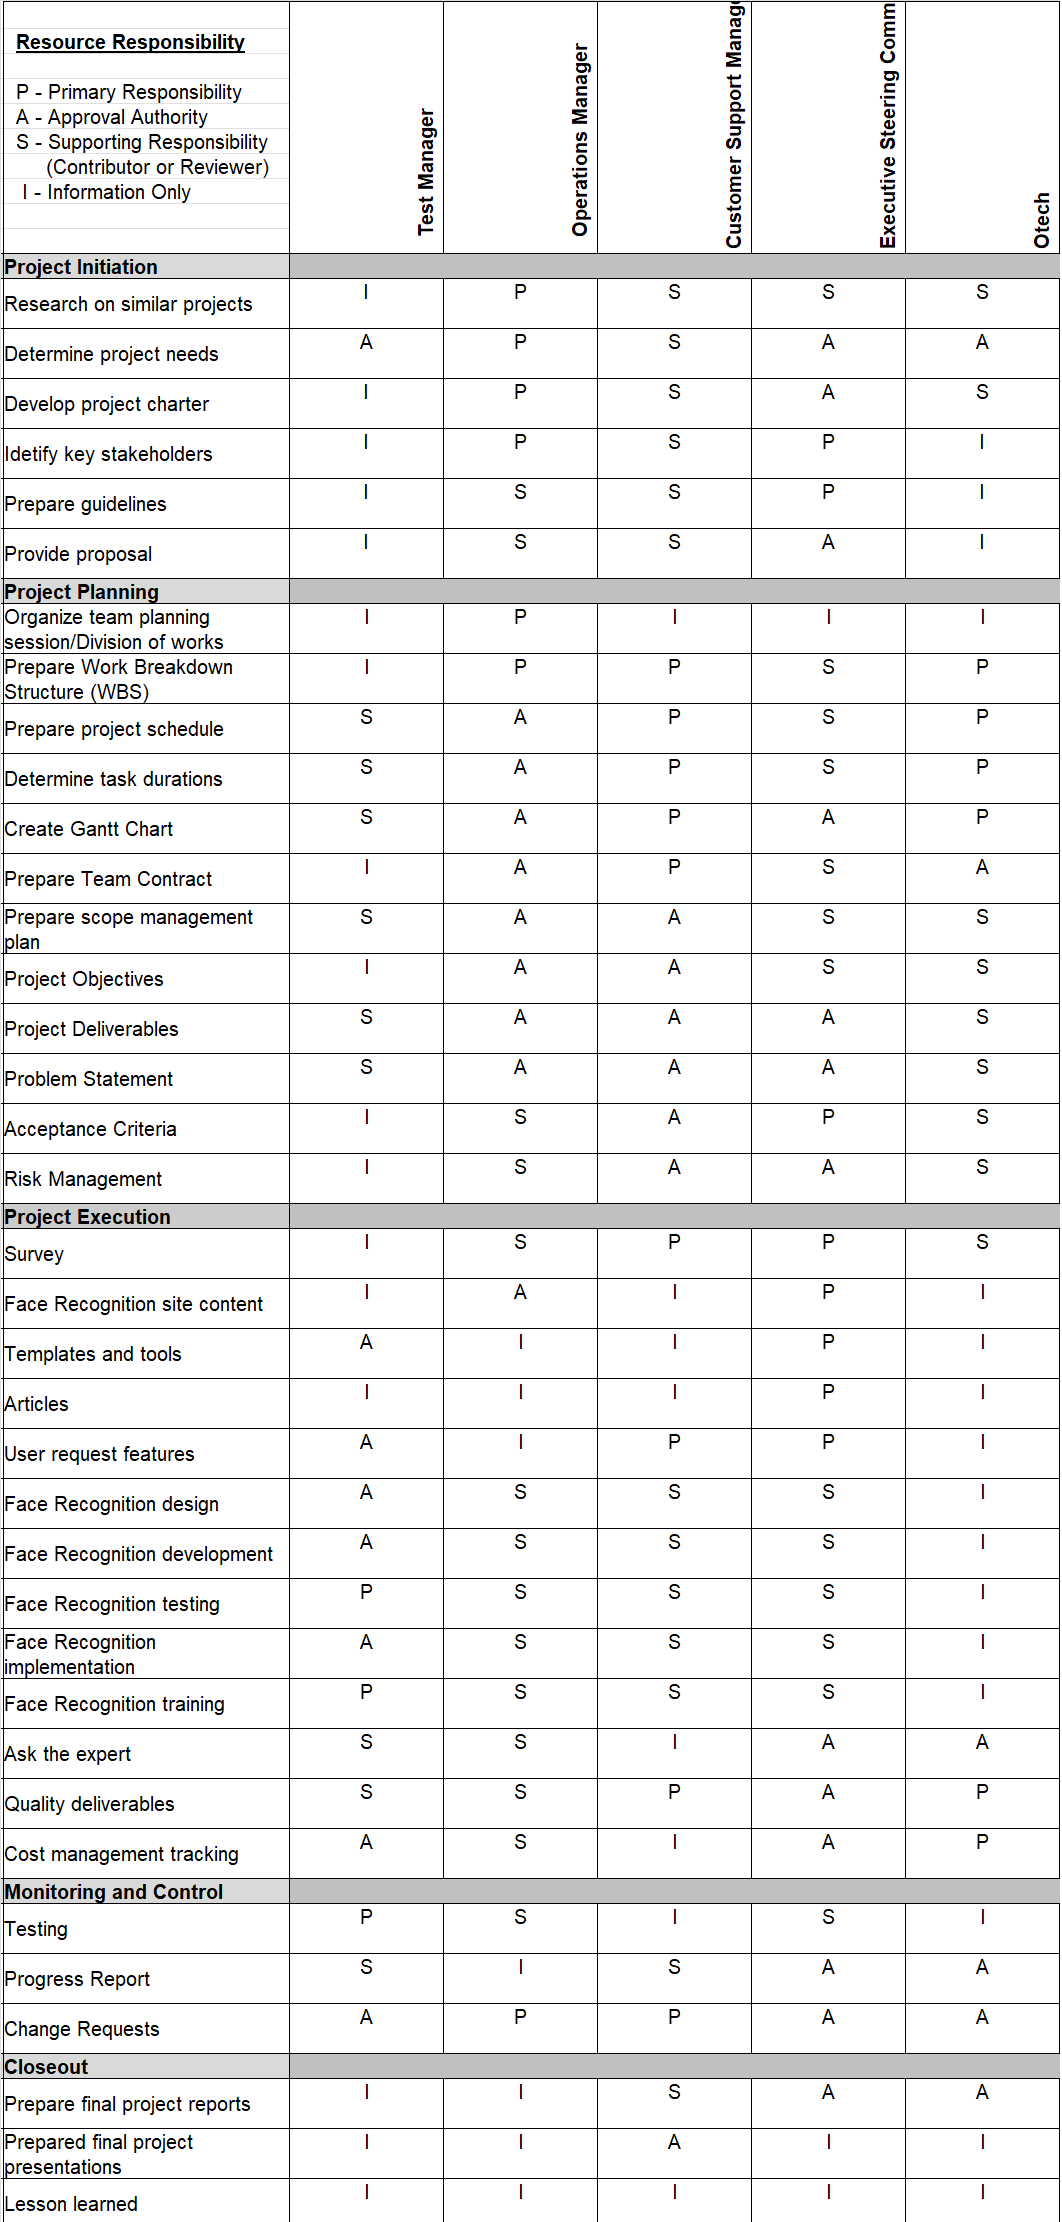 Resource Responsibility
P - Primary Responsibility
A - Approval Authority
S - Supporting Responsibility
(Contributor or Reviewer)
I - Information Only
Test Manager
Operations Manager
Customer Support Manag
Executive Steering Comm
Otech
Project Initiation
Research on similar projects I P S S S
Determine project needs A P S A A
Develop project charter I P S A S
Idetify key stakeholders I P S P I
Prepare guidelines I S S P I
Provide proposal I S S A I
Project Planning
Organize team planning I P I I I
session/Division of works
Prepare Work Breakdown I P P S P
Structure (WBS)
Prepare project schedule S A P S P
Determine task durations S A P S P
Create Gantt Chart S A P A P
Prepare Team Contract I A P S A
Prepare scope management S A A S S
plan
Project Objectives I A A S S
Project Deliverables S A A A S
Problem Statement S A A A S
Acceptance Criteria I S A P S
Risk Management I S A A S
Project Execution
Survey I S P P S
Face Recognition site content I A I P I
Templates and tools A I I P I
Articles I I I P I
User request features A I P P I
Face Recognition design A S S S I
Face Recognition development A S S S I
Face Recognition testing P S S S I
Face Recognition A S S S I
implementation
Face Recognition training P S S S I
Ask the expert S S I A A
Quality deliverables S S P A P
Cost management tracking A S I A P
Monitoring and Control
Testing P S I S I
Progress Report S I S A A
Change Requests A P P A A
Closeout
Prepare final project reports I I S A A
Prepared final project I I A I I
presentations
Lesson learned I I I I I